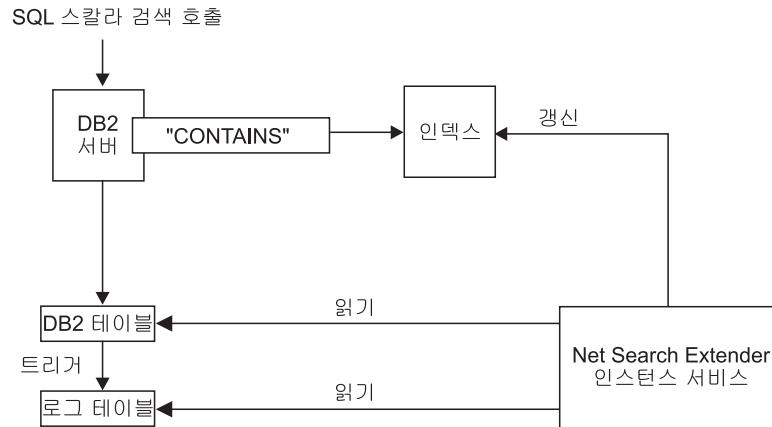 SQL 스칼라 검색 호출
DB2
서버
"CONTAINS"
인덱스
갱신
DB2 테이블
읽기
트리거
Net Search Extender
인스턴스 서비스
로그 테이블
읽기